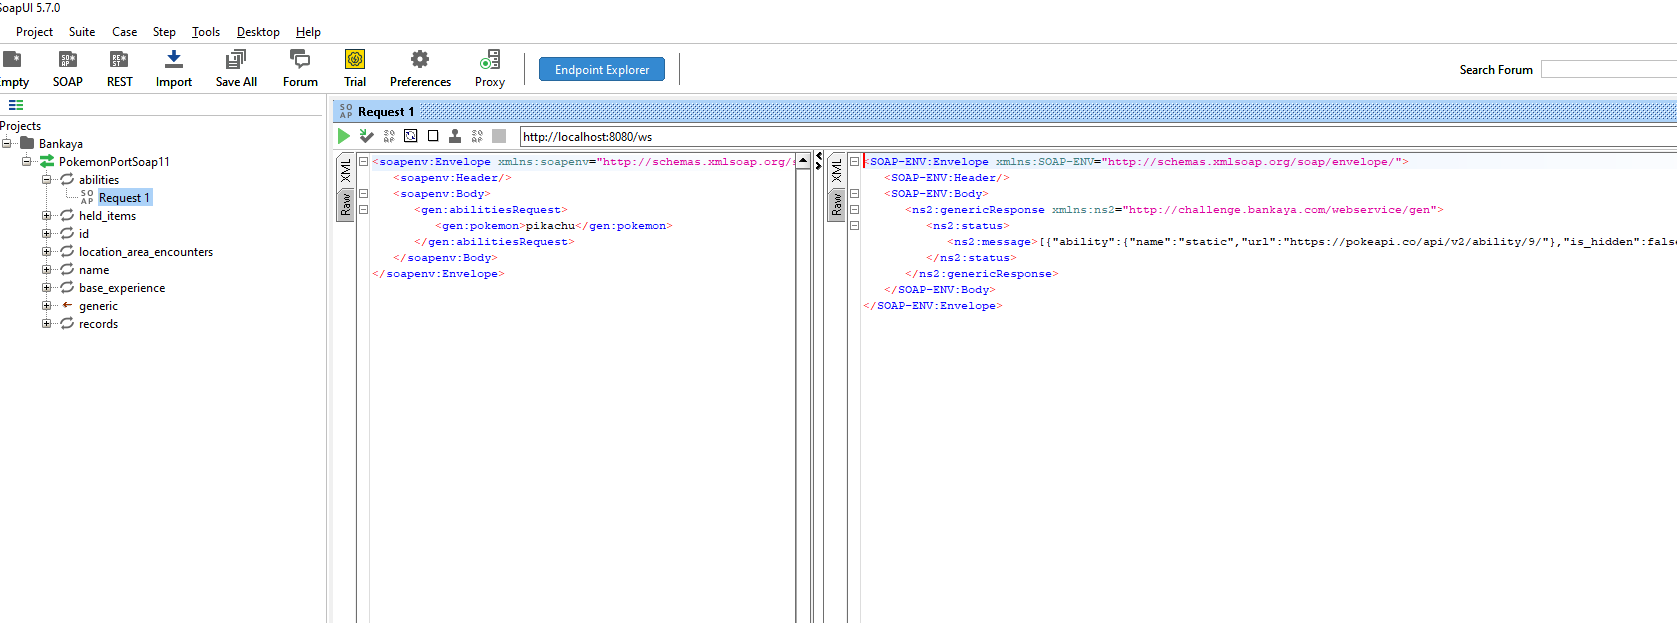 SoapUI 5.7.0
Project Suite Case Step Tools Desktop Help
Empty SOAP REST Import Save All Forum Trial Preferences Proxy Endpoint Explorer Search Forum
Request 1
http://localhost:8080/ws
Projects
Bankaya
PokemonPortSoap11
abilities
Request 1
held_items
id
location_area_encounters
name
base_experience
generic
records
XML
Raw
<soapenv:Envelope xmlns:soapenv="http://schemas.xmlsoap.org/s
<soapenv:Header/>
<soapenv:Body>
<gen:abilitiesRequest>
<gen:pokemon>pikachu</gen:pokemon>
</gen:abilitiesRequest>
</soapenv:Body>
</soapenv:Envelope>
XML
Raw
<SOAP-ENV:Envelope xmlns:SOAP-ENV="http://schemas.xmlsoap.org/soap/envelope/">
<SOAP-ENV:Header/>
<SOAP-ENV:Body>
<ns2:genericResponse xmlns:ns2="http://challenge.bankaya.com/webservice/gen">
<ns2:status>
<ns2:message>[{"ability":{"name":"static","url":"https://pokeapi.co/api/v2/ability/9/"},"is_hidden":false
</ns2:status>
</ns2:genericResponse>
</SOAP-ENV:Body>
</SOAP-ENV:Envelope>